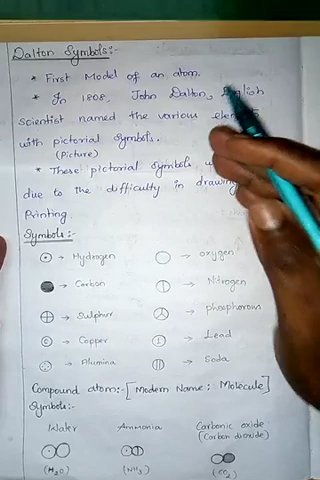 Dalton Symbols:-
* First Model of an atom.
* In 1808, John Dalton, English
scientist named the various
with pictorial symbols.
(Picture)
* These pictorial symbols
due to the difficulty in drawing
Printing.
Symbols:-
⊙ → Hydrogen ○ → oxygen
● → Carbon ⦶ → Nitrogen
⊕ → Sulphur → phosphorous
© → Copper Ⓛ → Lead
→ Alumina → Soda
Compound atom:- [Modern Name: Molecule]
Symbols:-
Water Ammonia Carbonic oxide
(Carbon dioxide)
(H2O) (NH3) (CO2)